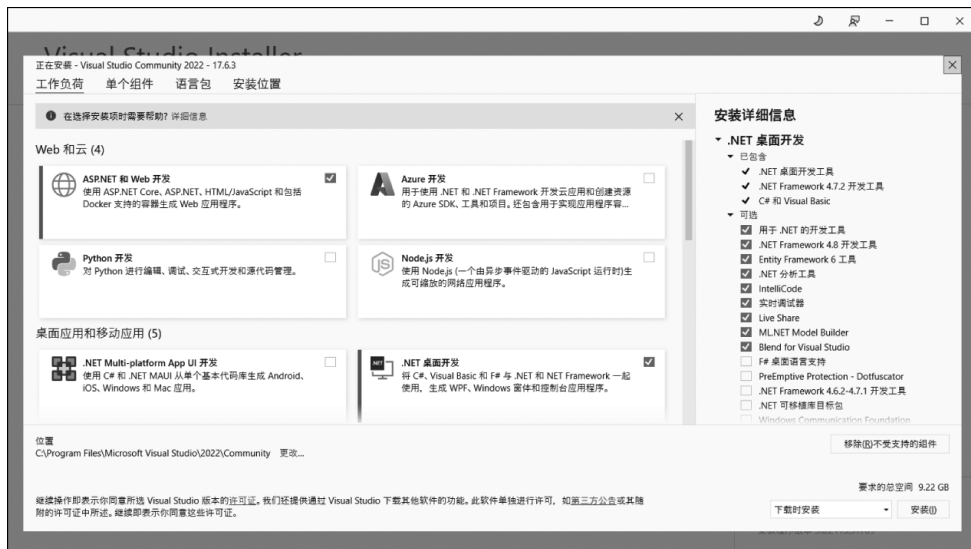 Visual Studio Installer
正在安装 - Visual Studio Community 2022 - 17.6.3
工作负荷 单个组件 语言包 安装位置
在选择安装项时需要帮助? 详细信息
Web 和云 (4)
ASP.NET 和 Web 开发
使用 ASP.NET Core、ASP.NET、HTML/JavaScript 和包括
Docker 支持的容器生成 Web 应用程序。
Azure 开发
用于使用 .NET 和 .NET Framework 开发云应用和创建资源
的 Azure SDK、工具和项目。还包含用于实现应用程序容...
Python 开发
对 Python 进行编辑、调试、交互式开发和源代码管理。
Node.js 开发
使用 Node.js (一个由异步事件驱动的 JavaScript 运行时)生
成可缩放的网络应用程序。
桌面应用和移动应用 (5)
.NET Multi-platform App UI 开发
使用 C# 和 .NET MAUI 从单个基本代码库生成 Android、
iOS、Windows 和 Mac 应用。
.NET 桌面开发
将 C#、Visual Basic 和 F# 与 .NET 和 .NET Framework 一起
使用，生成 WPF、Windows 窗体和控制台应用程序。
安装详细信息
.NET 桌面开发
已包含
.NET 桌面开发工具
.NET Framework 4.7.2 开发工具
C# 和 Visual Basic
可选
用于 .NET 的开发工具
.NET Framework 4.8 开发工具
Entity Framework 6 工具
.NET 分析工具
IntelliCode
实时调试器
Live Share
ML.NET Model Builder
Blend for Visual Studio
F# 桌面语言支持
PreEmptive Protection - Dotfuscator
.NET Framework 4.6.2-4.7.1 开发工具
.NET 可移植库目标包
Windows Communication Foundation
位置
C:\Program Files\Microsoft Visual Studio\2022\Community 更改...
移除(R)不受支持的组件
要求的总空间 9.22 GB
继续操作即表示你同意所选 Visual Studio 版本的许可证。我们还提供通过 Visual Studio 下载其他软件的功能。此软件单独进行许可，如第三方公告或其随
附的许可证中所述。继续即表示你同意这些许可证。
下载时安装
安装(I)